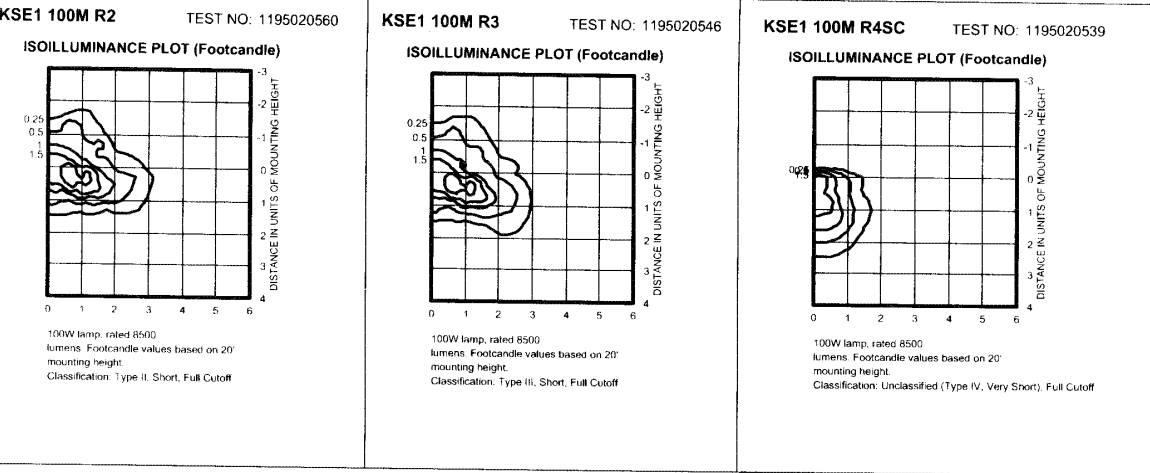 KSE1 100M R2 TEST NO: 1195020560
ISOILLUMINANCE PLOT (Footcandle)
-3
-2
0.25
0.5
-1
1
1.5
0
1
2
3
4
DISTANCE IN UNITS OF MOUNTING HEIGHT
0 1 2 3 4 5 6
100W lamp, rated 8500
lumens. Footcandle values based on 20'
mounting height.
Classification: Type II, Short, Full Cutoff
KSE1 100M R3 TEST NO: 1195020546
ISOILLUMINANCE PLOT (Footcandle)
-3
-2
0.25
0.5
-1
1
1.5
0
1
2
3
4
DISTANCE IN UNITS OF MOUNTING HEIGHT
0 1 2 3 4 5 6
100W lamp, rated 8500
lumens. Footcandle values based on 20'
mounting height.
Classification: Type III, Short, Full Cutoff
KSE1 100M R4SC TEST NO: 1195020539
ISOILLUMINANCE PLOT (Footcandle)
-3
-2
-1
0
1
2
3
4
DISTANCE IN UNITS OF MOUNTING HEIGHT
0 1 2 3 4 5 6
100W lamp, rated 8500
lumens. Footcandle values based on 20'
mounting height.
Classification: Unclassified (Type IV, Very Short), Full Cutoff